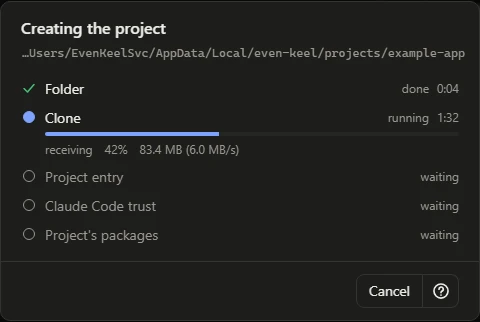 Creating the project
…Users/EvenKeelSvc/AppData/Local/even-keel/projects/example-app
Folder done 0:04
Clone running 1:32
receiving 42% 83.4 MB (6.0 MB/s)
Project entry waiting
Claude Code trust waiting
Project's packages waiting
Cancel ?